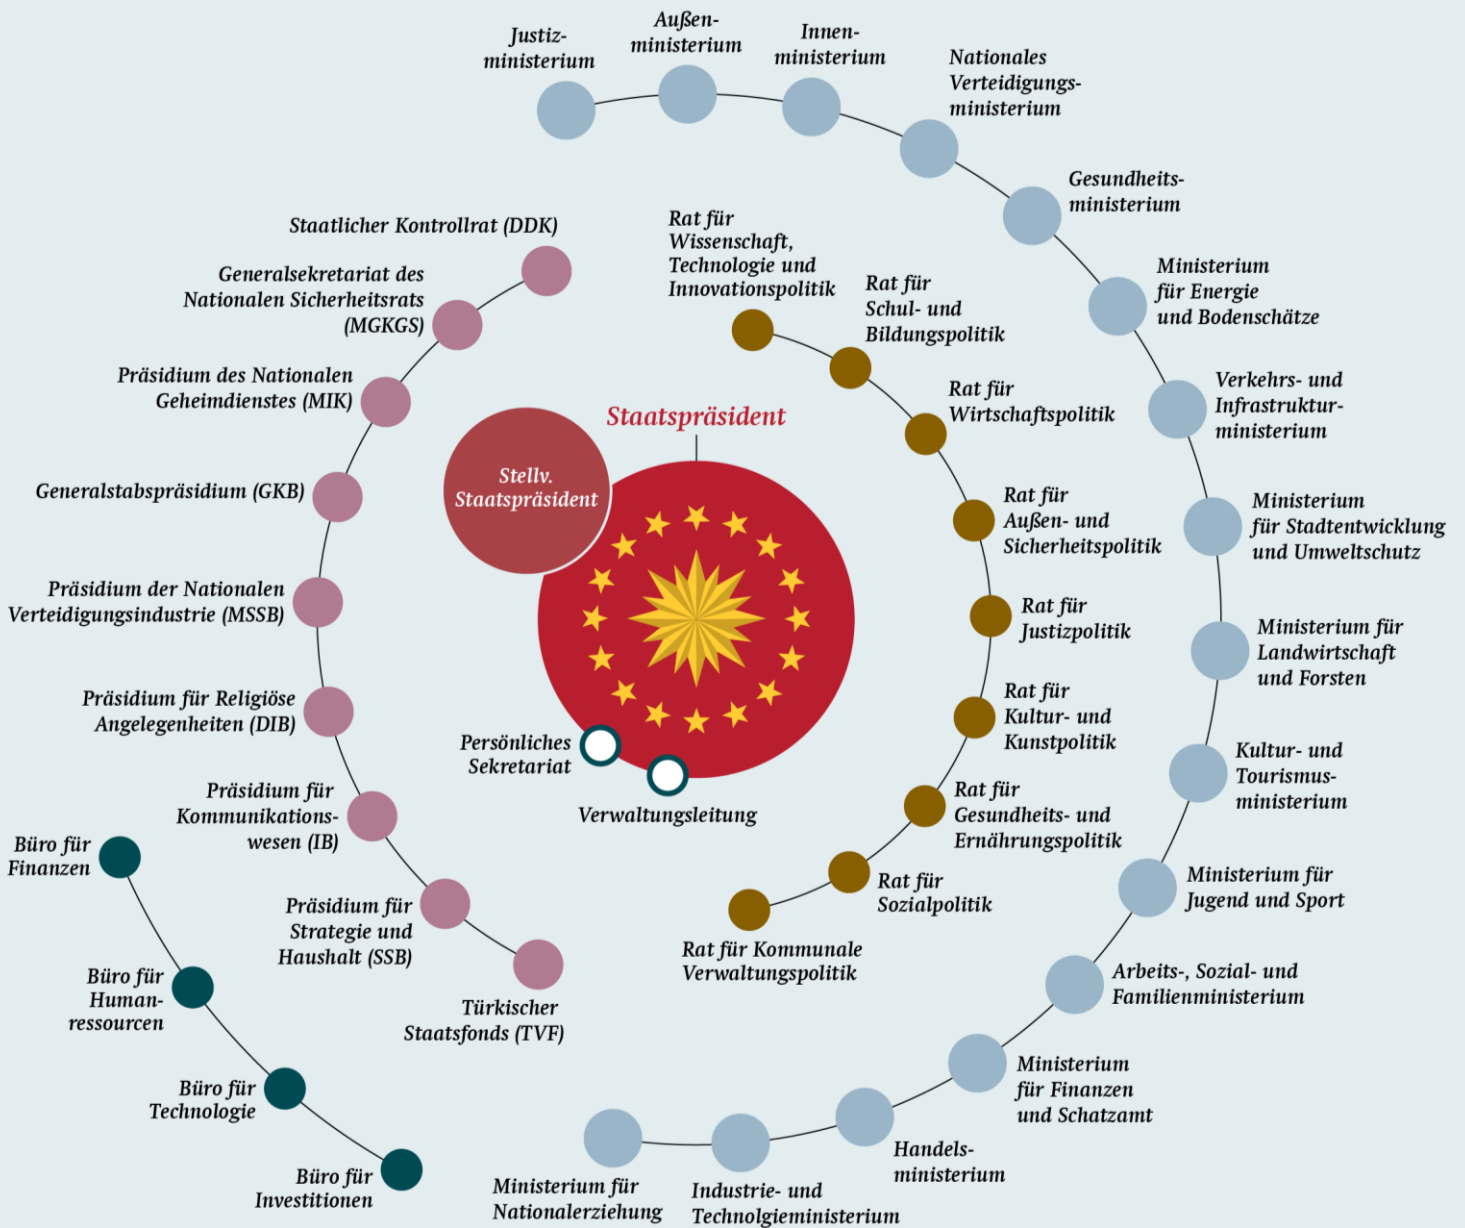 Justiz-
ministerium
Außen-
ministerium
Innen-
ministerium
Nationales
Verteidigungs-
ministerium
Gesundheits-
ministerium
Ministerium
für Energie
und Bodenschätze
Verkehrs- und
Infrastruktur-
ministerium
Ministerium
für Stadtentwicklung
und Umweltschutz
Ministerium für
Landwirtschaft
und Forsten
Kultur- und
Tourismus-
ministerium
Ministerium für
Jugend und Sport
Arbeits-, Sozial- und
Familienministerium
Ministerium
für Finanzen
und Schatzamt
Handels-
ministerium
Industrie- und
Technolgieministerium
Ministerium für
Nationalerziehung
Staatlicher Kontrollrat (DDK)
Generalsekretariat des
Nationalen Sicherheitsrats
(MGKGS)
Präsidium des Nationalen
Geheimdienstes (MIK)
Generalstabspräsidium (GKB)
Präsidium der Nationalen
Verteidigungsindustrie (MSSB)
Präsidium für Religiöse
Angelegenheiten (DIB)
Präsidium für
Kommunikations-
wesen (IB)
Präsidium für
Strategie und
Haushalt (SSB)
Türkischer
Staatsfonds (TVF)
Rat für
Wissenschaft,
Technologie und
Innovationspolitik
Rat für
Schul- und
Bildungspolitik
Rat für
Wirtschaftspolitik
Rat für
Außen- und
Sicherheitspolitik
Rat für
Justizpolitik
Rat für
Kultur- und
Kunstpolitik
Rat für
Gesundheits- und
Ernährungspolitik
Rat für
Sozialpolitik
Rat für Kommunale
Verwaltungspolitik
Staatspräsident
Stellv.
Staatspräsident
Persönliches
Sekretariat
Verwaltungsleitung
Büro für
Finanzen
Büro für
Human-
ressourcen
Büro für
Technologie
Büro für
Investitionen